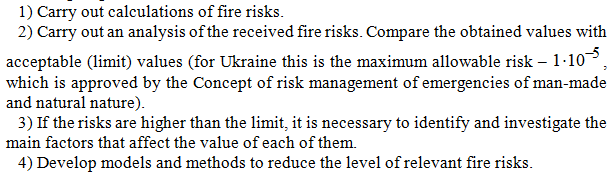 1) Carry out calculations of fire risks.
2) Carry out an analysis of the received fire risks. Compare the obtained values with
acceptable (limit) values (for Ukraine this is the maximum allowable risk – 1·10⁻⁵,
which is approved by the Concept of risk management of emergencies of man-made
and natural nature).
3) If the risks are higher than the limit, it is necessary to identify and investigate the
main factors that affect the value of each of them.
4) Develop models and methods to reduce the level of relevant fire risks.